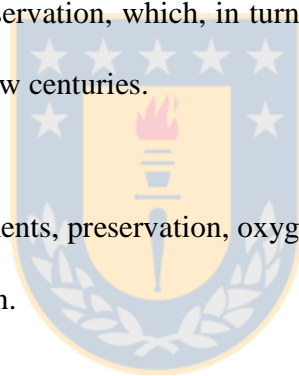 servation, which, in turn
w centuries.
ents, preservation, oxyg
n.